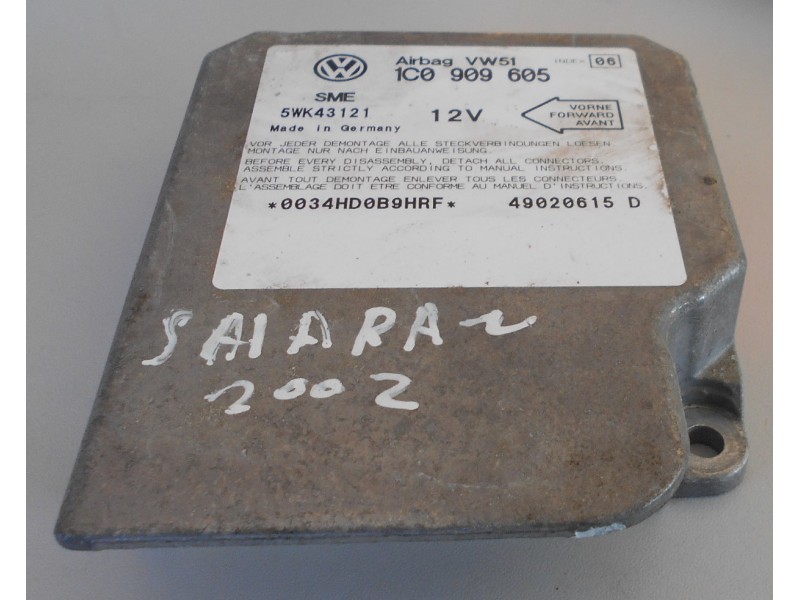 Airbag VW51 INDEX 06
1C0 909 605
SME
5WK43121 12V
Made in Germany
VORNE
FORWARD
AVANT
VOR JEDER DEMONTAGE ALLE STECKVERBINDUNGEN LOESEN
MONTAGE NUR NACH EINBAUANWEISUNG.
BEFORE EVERY DISASSEMBLY, DETACH ALL CONNECTORS.
ASSEMBLE STRICTLY ACCORDING TO MANUAL INSTRUCTIONS.
AVANT TOUT DEMONTAGE ENLEVER TOUS LES CONNECTEURS.
L'ASSEMBLAGE DOIT ETRE CONFORME AU MANUEL D'INSTRUCTIONS.
*0034HD0B9HRF* 49020615 D
SAHARAN
2002